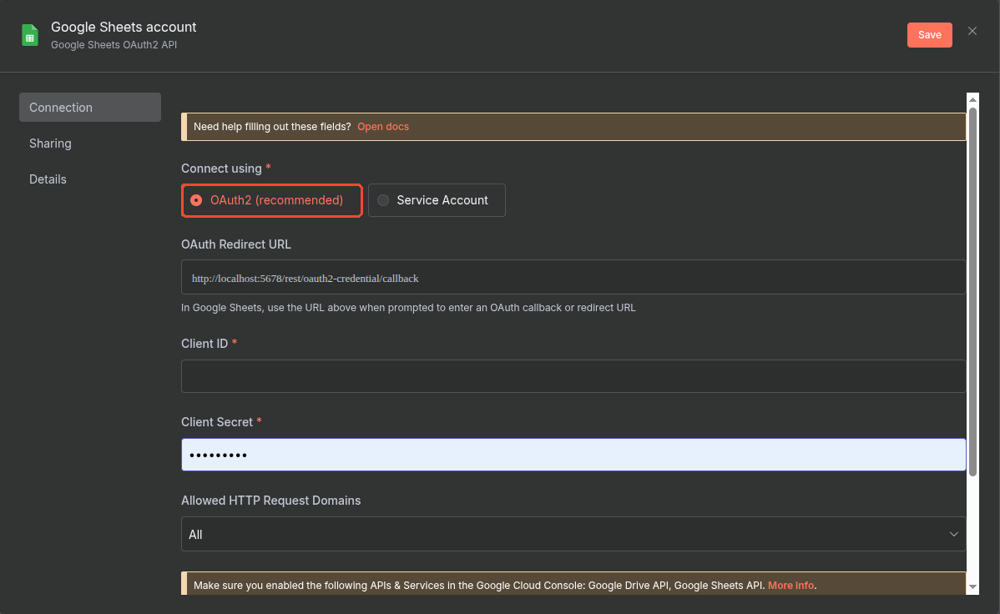 Google Sheets account
Google Sheets OAuth2 API
Save
Connection
Sharing
Details
Need help filling out these fields? Open docs
Connect using *
OAuth2 (recommended)
Service Account
OAuth Redirect URL
http://localhost:5678/rest/oauth2-credential/callback
In Google Sheets, use the URL above when prompted to enter an OAuth callback or redirect URL
Client ID *
Client Secret *
•••••••••
Allowed HTTP Request Domains
All
Make sure you enabled the following APIs & Services in the Google Cloud Console: Google Drive API, Google Sheets API. More info.